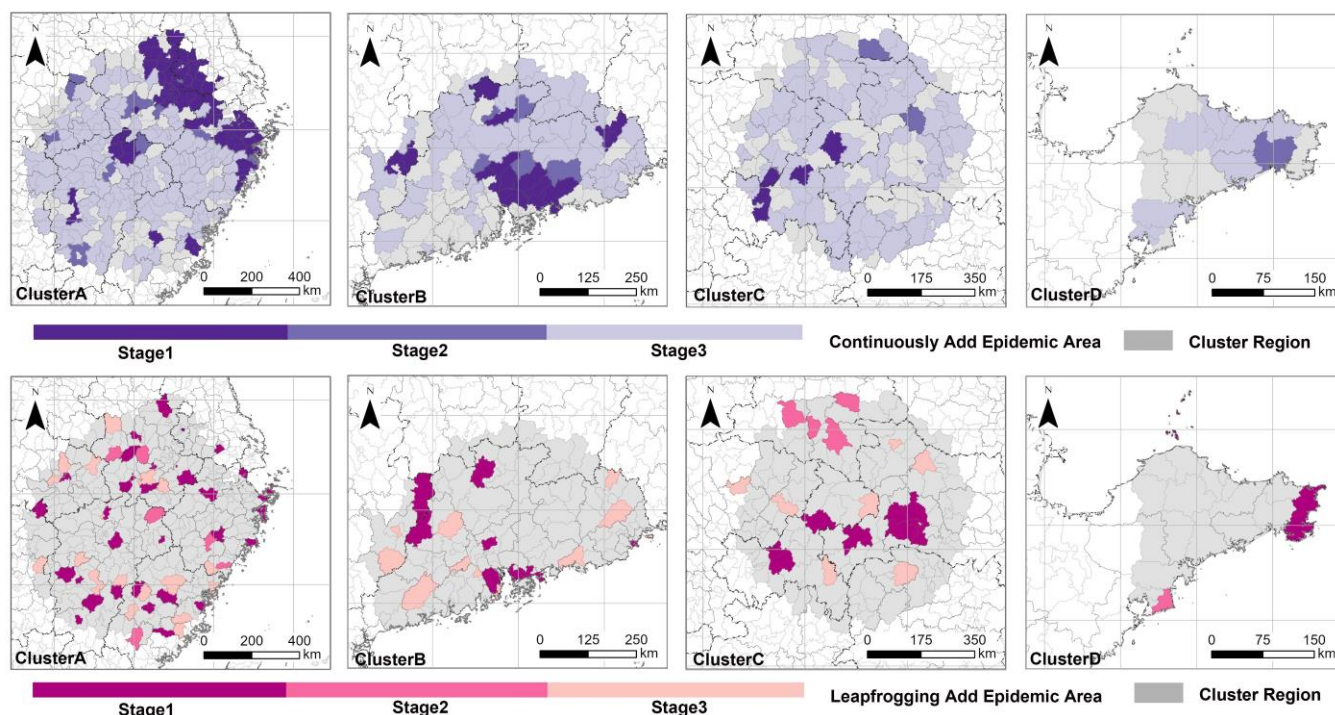 N
N
N
N
0 200 400
km
ClusterA
0 125 250
km
ClusterB
0 175 350
km
ClusterC
0 75 150
km
ClusterD
Stage1 Stage2 Stage3 Continuously Add Epidemic Area Cluster Region
N
N
N
N
0 200 400
km
ClusterA
0 125 250
km
ClusterB
0 175 350
km
ClusterC
0 75 150
km
ClusterD
Stage1 Stage2 Stage3 Leapfrogging Add Epidemic Area Cluster Region